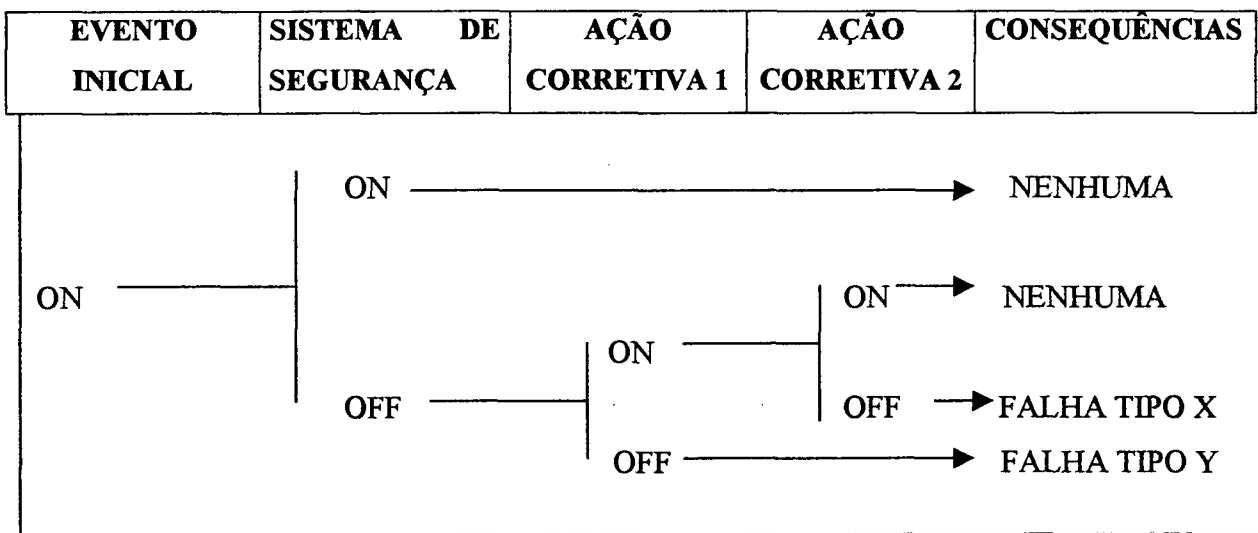 EVENTO INICIAL
SISTEMA DE SEGURANÇA
AÇÃO CORRETIVA 1
AÇÃO CORRETIVA 2
CONSEQUÊNCIAS
ON NENHUMA
ON
ON NENHUMA
ON
OFF
OFF FALHA TIPO X
OFF FALHA TIPO Y